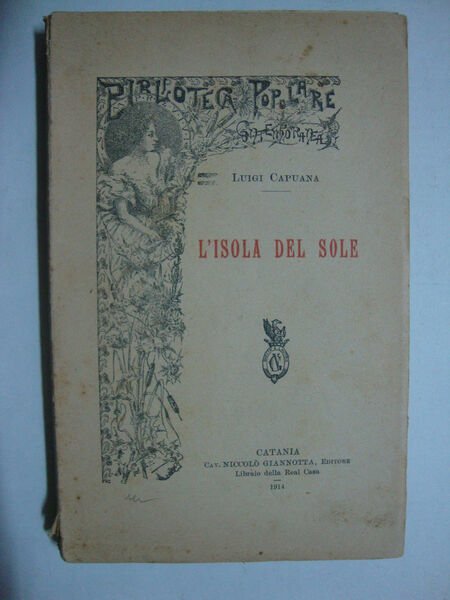 BIBLIOTECA POPOLARE
CONTEMPORANEA
LUIGI CAPUANA
L'ISOLA DEL SOLE
CATANIA
CAV. NICCOLÒ GIANNOTTA, EDITORE
Libraio della Real Casa
1914